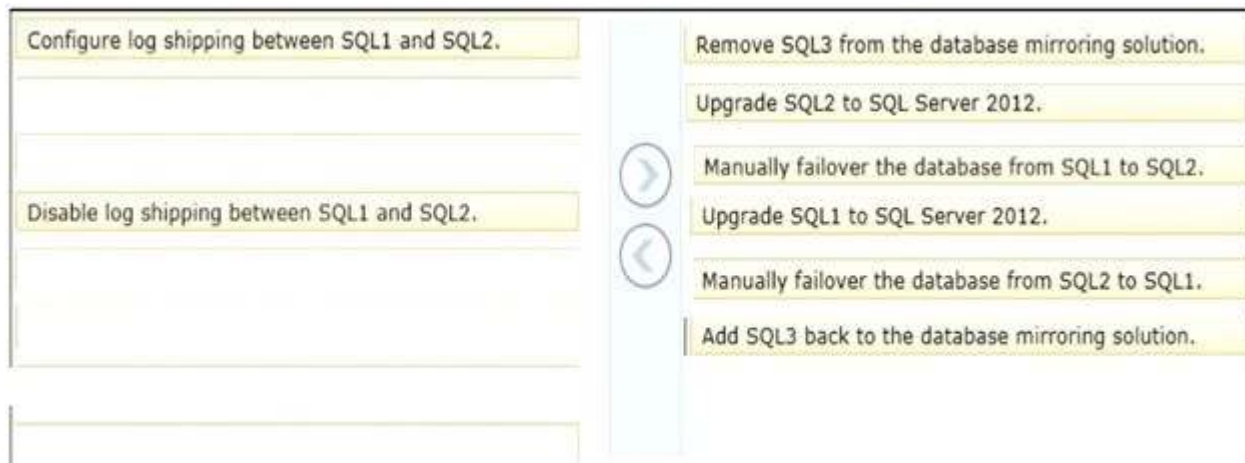 Configure log shipping between SQL1 and SQL2.
Disable log shipping between SQL1 and SQL2.
Remove SQL3 from the database mirroring solution.
Upgrade SQL2 to SQL Server 2012.
Manually failover the database from SQL1 to SQL2.
Upgrade SQL1 to SQL Server 2012.
Manually failover the database from SQL2 to SQL1.
Add SQL3 back to the database mirroring solution.